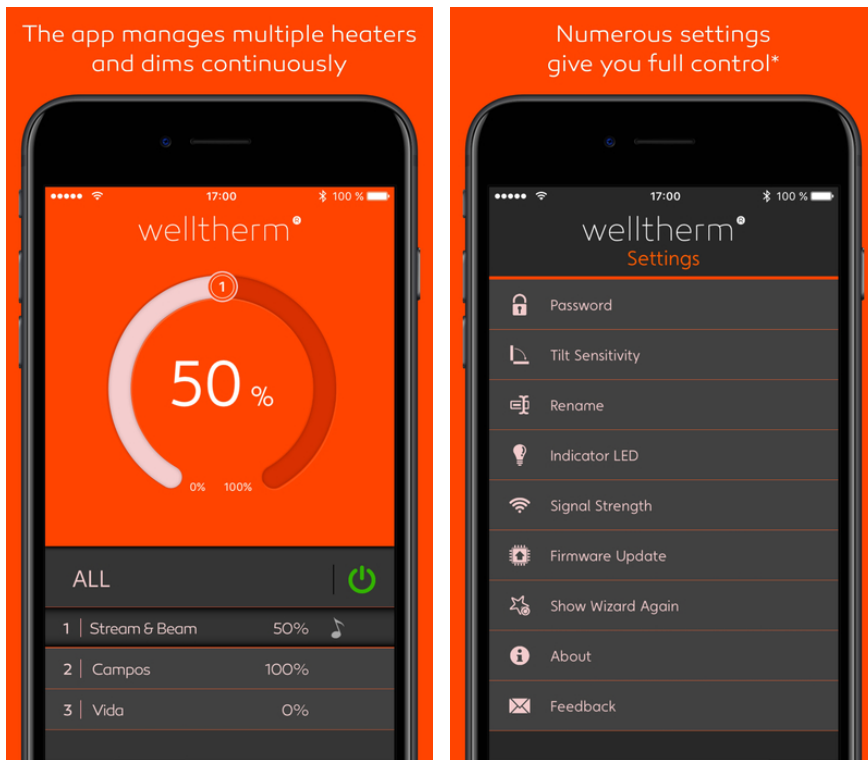 The app manages multiple heaters
and dims continuously
17:00
100 %
welltherm®
1
50 %
0% 100%
ALL
1 Stream & Beam 50%
2 Campos 100%
3 Vida 0%
Numerous settings
give you full control*
17:00
100 %
welltherm®
Settings
Password
Tilt Sensitivity
Rename
Indicator LED
Signal Strength
Firmware Update
Show Wizard Again
About
Feedback